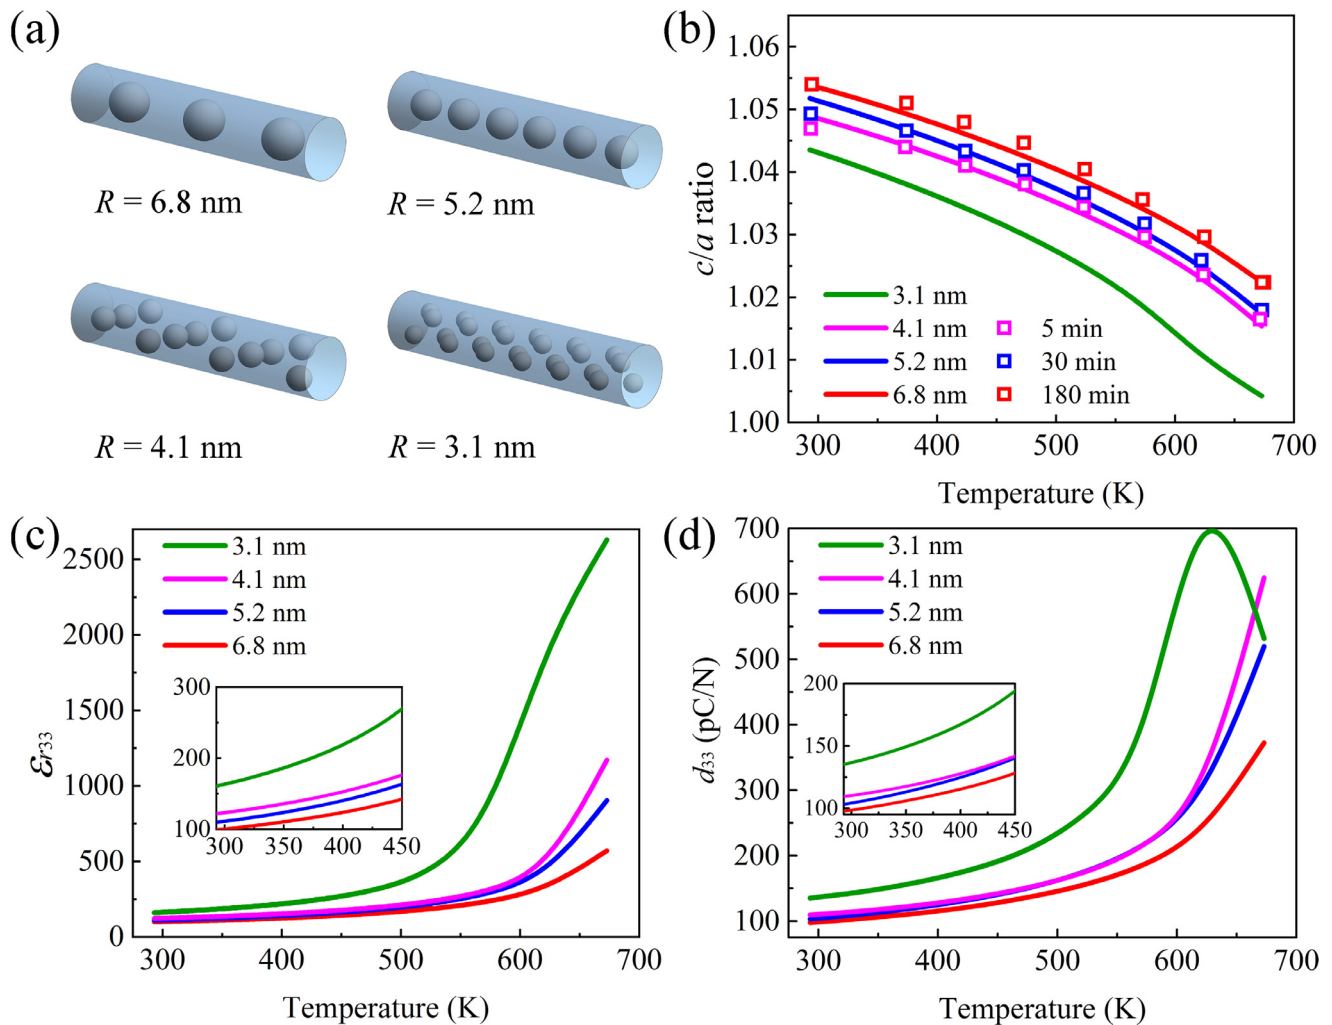 (a)
R = 6.8 nm
R = 5.2 nm
R = 4.1 nm
R = 3.1 nm
(b)
1.06
1.05
1.04
1.03
1.02
1.01
1.00
c/a ratio
3.1 nm
4.1 nm
5 min
5.2 nm
30 min
6.8 nm
180 min
300
400
500
600
700
Temperature (K)
(c)
2500
2000
1500
1000
500
0
εr33
3.1 nm
4.1 nm
5.2 nm
6.8 nm
300
200
100
300
350
400
450
300
400
500
600
700
Temperature (K)
(d)
700
600
500
400
300
200
100
d33 (pC/N)
3.1 nm
4.1 nm
5.2 nm
6.8 nm
200
150
100
300
350
400
450
300
400
500
600
700
Temperature (K)